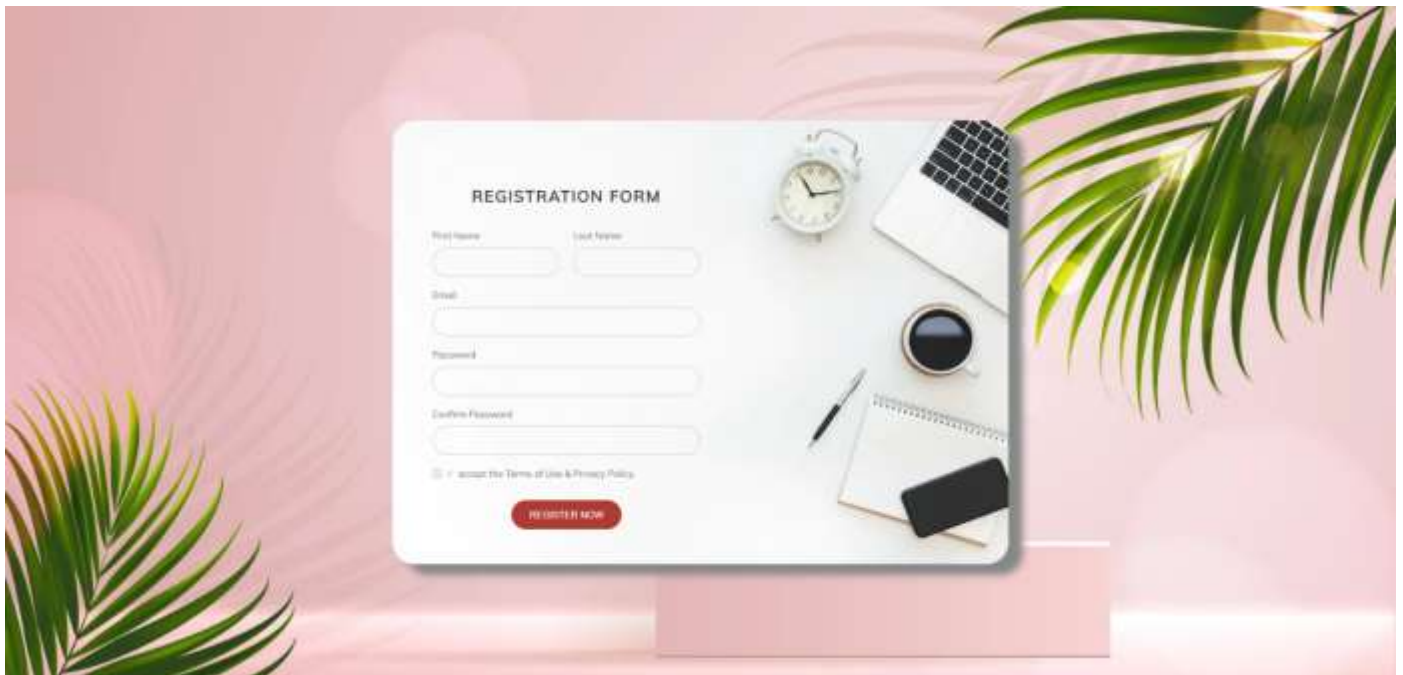 REGISTRATION FORM
First Name Last Name
Email
Password
Confirm Password
accept the Terms of Use & Privacy Policy
REGISTER NOW